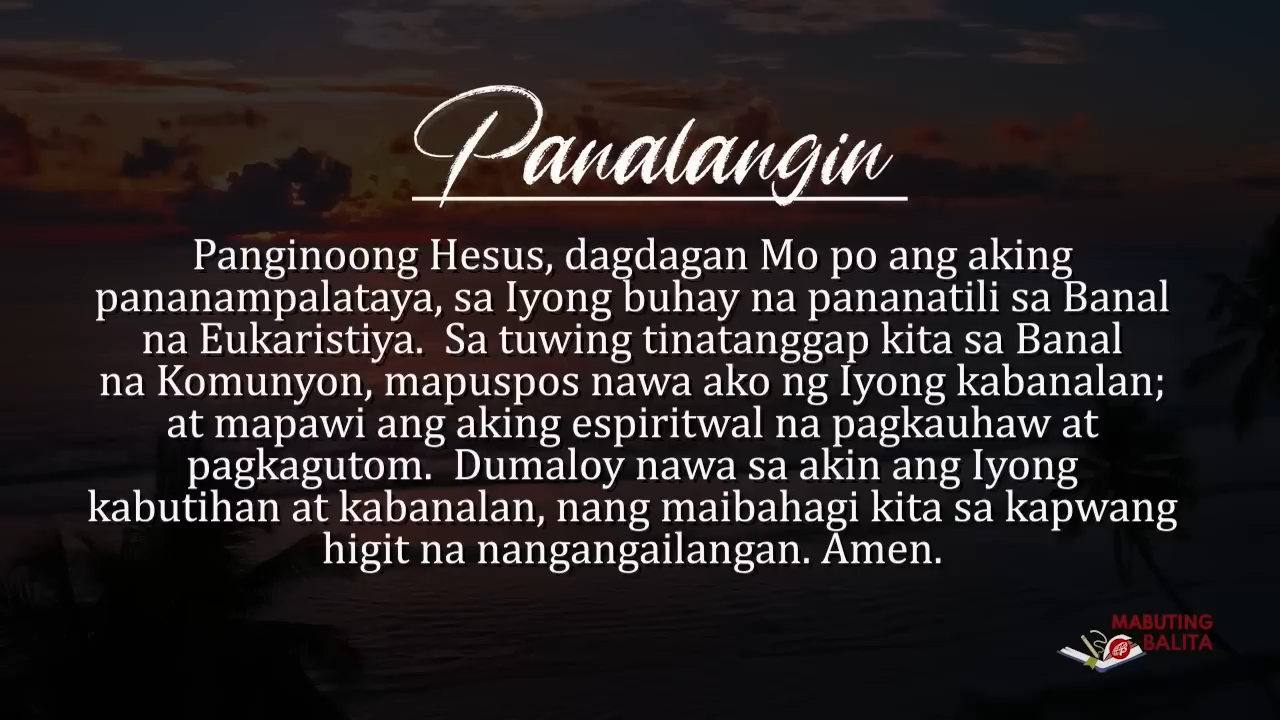 Panalangin
Panginoong Hesus, dagdagan Mo po ang aking
pananampalataya, sa Iyong buhay na pananatili sa Banal
na Eukaristiya.  Sa tuwing tinatanggap kita sa Banal
na Komunyon, mapuspos nawa ako ng Iyong kabanalan;
at mapawi ang aking espiritwal na pagkauhaw at
pagkagutom.  Dumaloy nawa sa akin ang Iyong
kabutihan at kabanalan, nang maibahagi kita sa kapwang
higit na nangangailangan. Amen.
MABUTING
BALITA